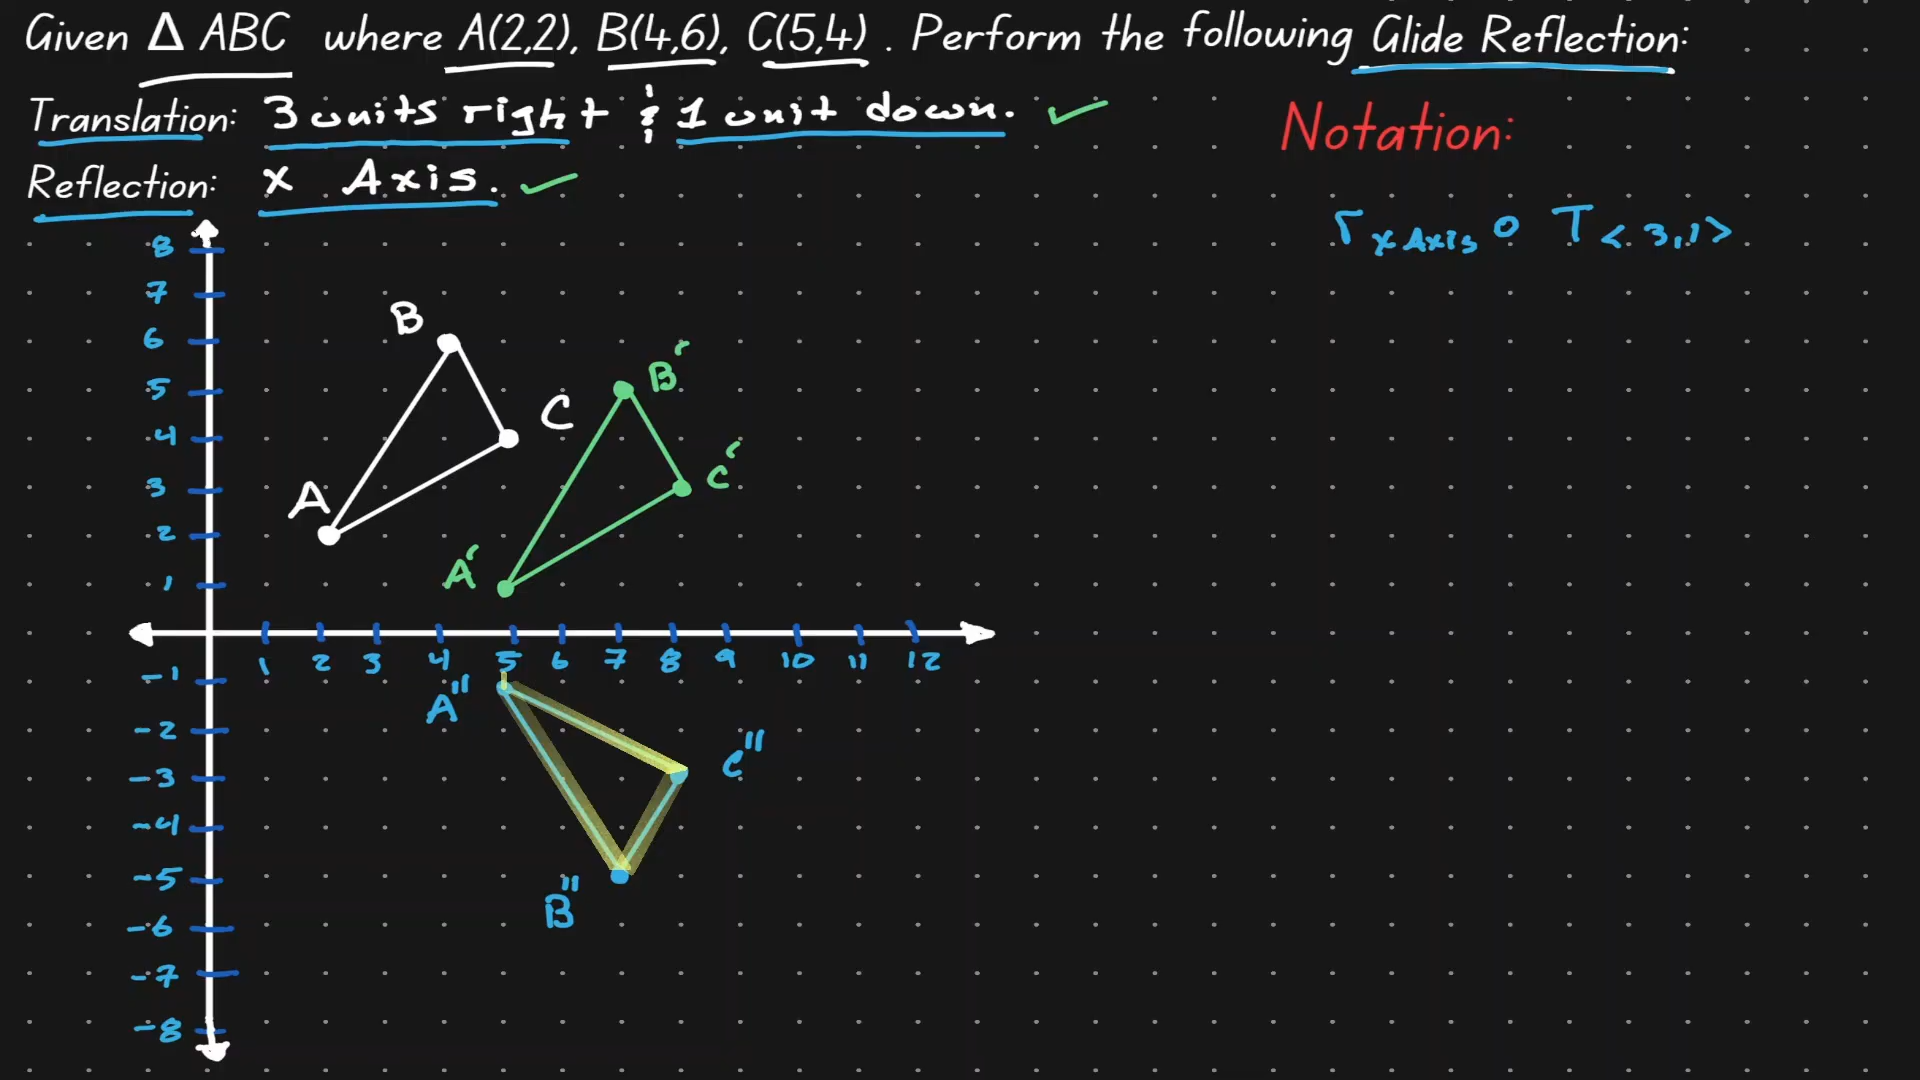 Given Δ ABC where A(2,2), B(4,6), C(5,4). Perform the following Glide Reflection:
Translation: 3 units right & 1 unit down.
Notation:
Reflection: x Axis.
r x Axis ∘ T < 3,1>
8
7
6
5
4
3
2
1
B
C
A
B'
C'
A'
1 2 3 4 5 6 7 8 9 10 11 12
-1
-2
-3
-4
-5
-6
-7
-8
A''
C''
B''